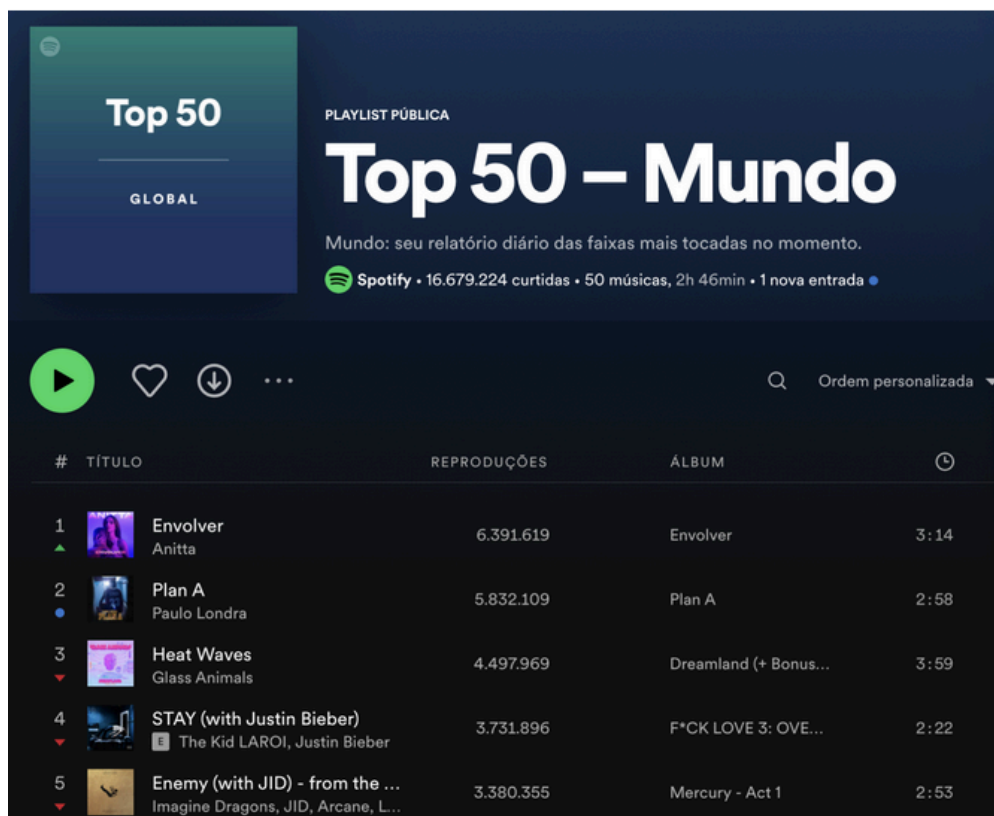 Top 50
GLOBAL
PLAYLIST PÚBLICA
Top 50 – Mundo
Mundo: seu relatório diário das faixas mais tocadas no momento.
Spotify • 16.679.224 curtidas • 50 músicas, 2h 46min • 1 nova entrada
Ordem personalizada
# TÍTULO REPRODUÇÕES ÁLBUM
1 Envolver 6.391.619 Envolver 3:14
Anitta
2 Plan A 5.832.109 Plan A 2:58
Paulo Londra
3 Heat Waves 4.497.969 Dreamland (+ Bonus... 3:59
Glass Animals
4 STAY (with Justin Bieber) 3.731.896 F*CK LOVE 3: OVE... 2:22
E The Kid LAROI, Justin Bieber
5 Enemy (with JID) - from the ... 3.380.355 Mercury - Act 1 2:53
Imagine Dragons, JID, Arcane, L...